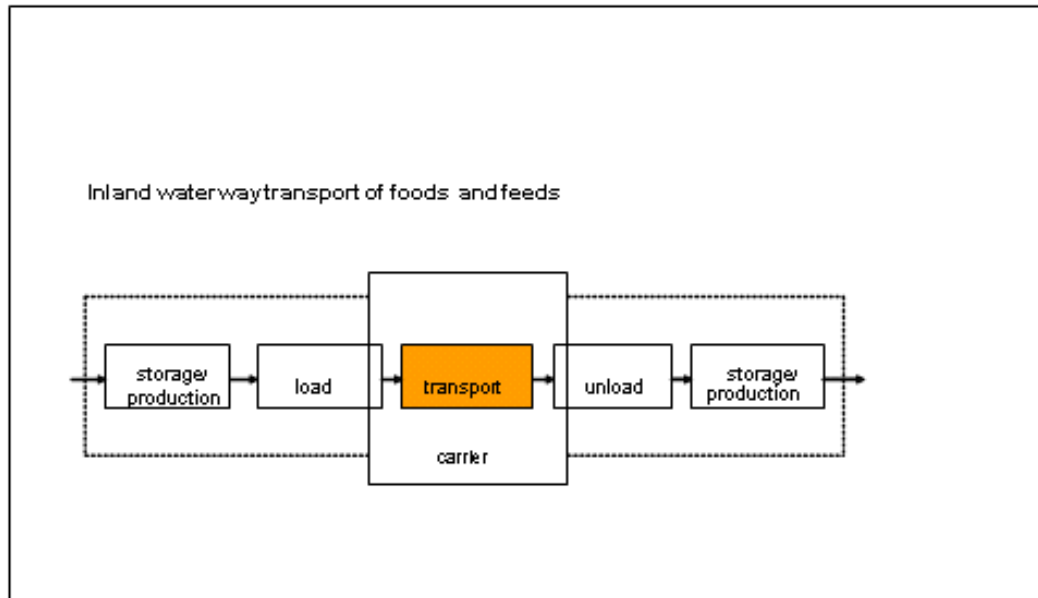 Inland waterway transport of foods and feeds
storage/
production
load
transport
unload
storage/
production
carrier